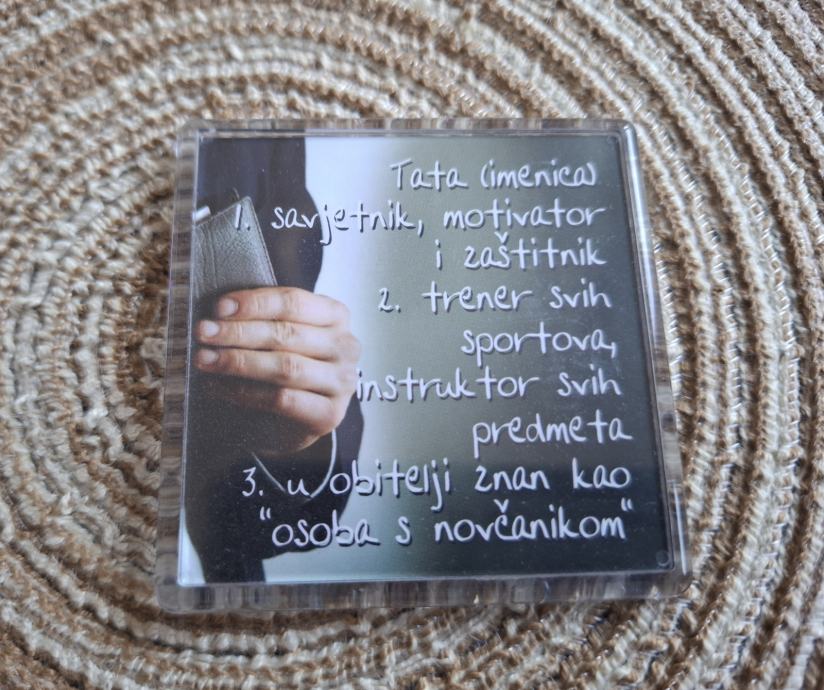 Tata (imenica)
1. savjetnik, motivator
i zaštitnik
2. trener svih
sportova,
instruktor svih
predmeta
3. u obitelji znan kao
"osoba s novčanikom"